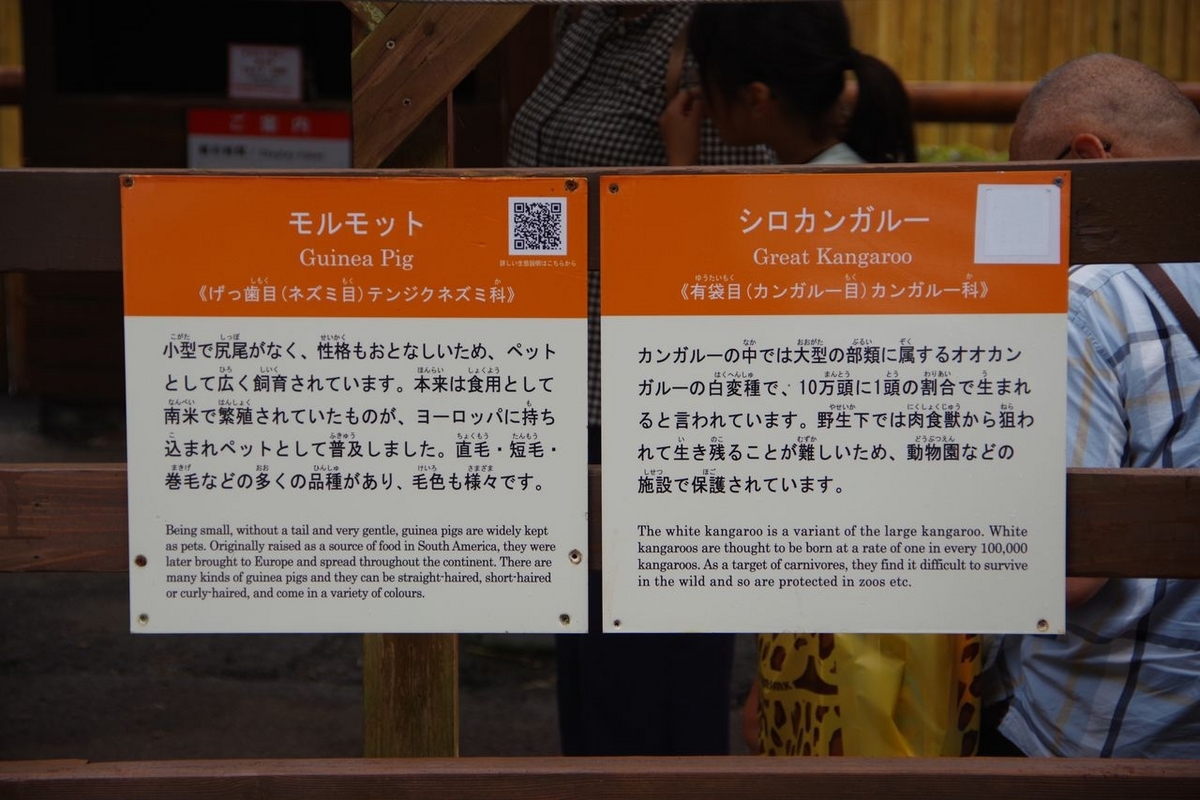 ご案内
モルモット
Guinea Pig
詳しい生態説明はこちらから
《げっ歯目(ネズミ目)テンジクネズミ科》
小型で尻尾がなく、性格もおとなしいため、ペット
として広く飼育されています。本来は食用として
南米で繁殖されていたものが、ヨーロッパに持ち
込まれペットとして普及しました。直毛・短毛・
巻毛などの多くの品種があり、毛色も様々です。
Being small, without a tail and very gentle, guinea pigs are widely kept
as pets. Originally raised as a source of food in South America, they were
later brought to Europe and spread throughout the continent. There are
many kinds of guinea pigs and they can be straight-haired, short-haired
or curly-haired, and come in a variety of colours.
シロカンガルー
Great Kangaroo
《有袋目(カンガルー目)カンガルー科》
カンガルーの中では大型の部類に属するオオカン
ガルーの白変種で、10万頭に1頭の割合で生まれ
ると言われています。野生下では肉食獣から狙わ
れて生き残ることが難しいため、動物園などの
施設で保護されています。
The white kangaroo is a variant of the large kangaroo. White
kangaroos are thought to be born at a rate of one in every 100,000
kangaroos. As a target of carnivores, they find it difficult to survive
in the wild and so are protected in zoos etc.